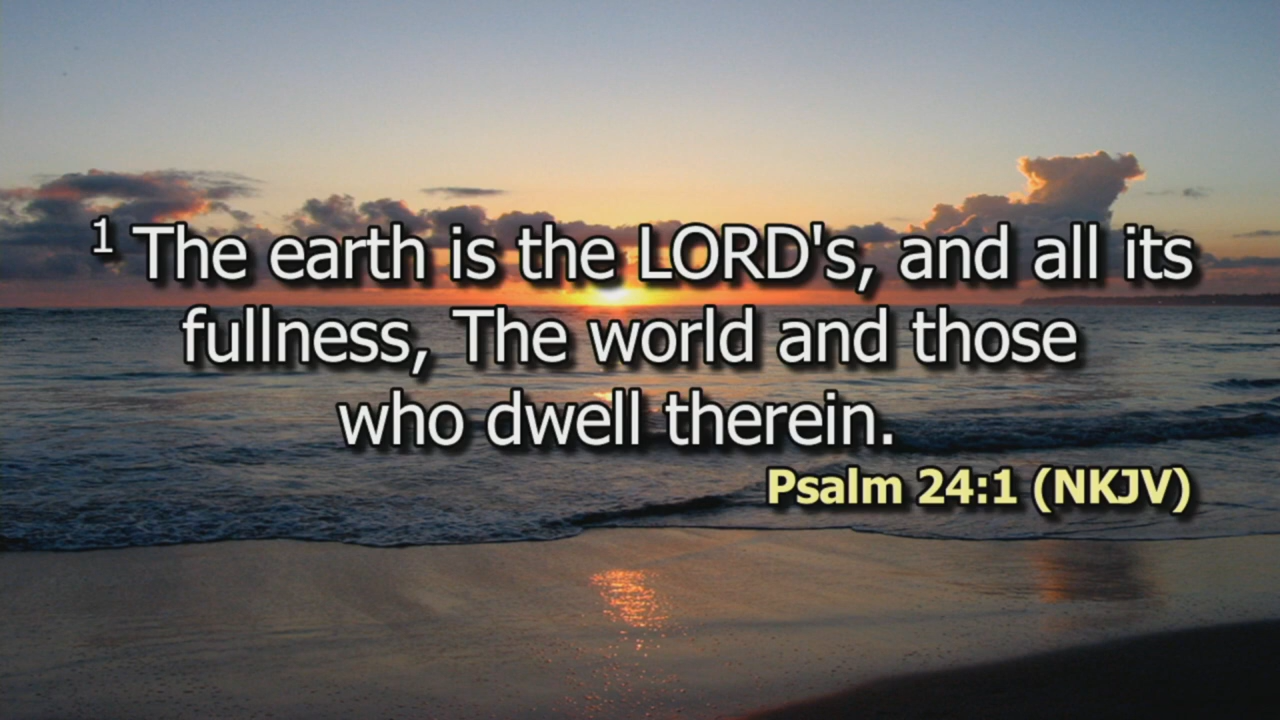 1 The earth is the LORD's, and all its
fullness, The world and those
who dwell therein.
Psalm 24:1 (NKJV)